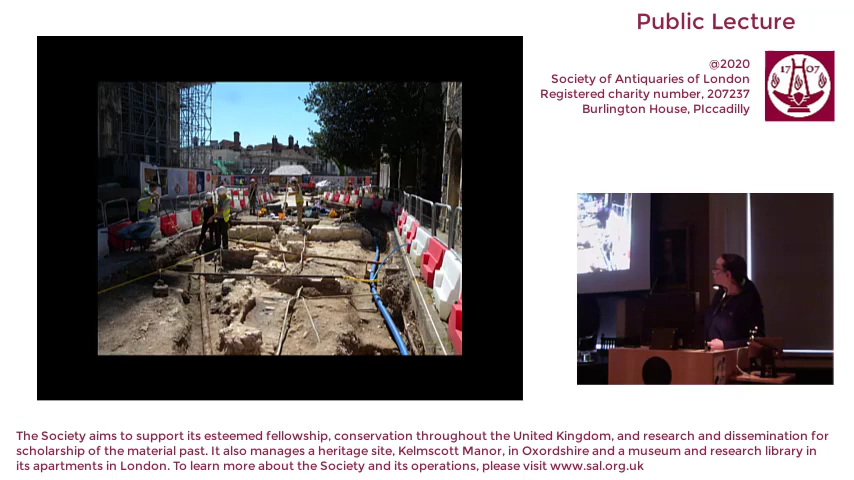 Public Lecture
@2020
Society of Antiquaries of London
Registered charity number, 207237
Burlington House, PIccadilly
17 07
The Society aims to support its esteemed fellowship, conservation throughout the United Kingdom, and research and dissemination for
scholarship of the material past. It also manages a heritage site, Kelmscott Manor, in Oxordshire and a museum and research library in
its apartments in London. To learn more about the Society and its operations, please visit www.sal.org.uk